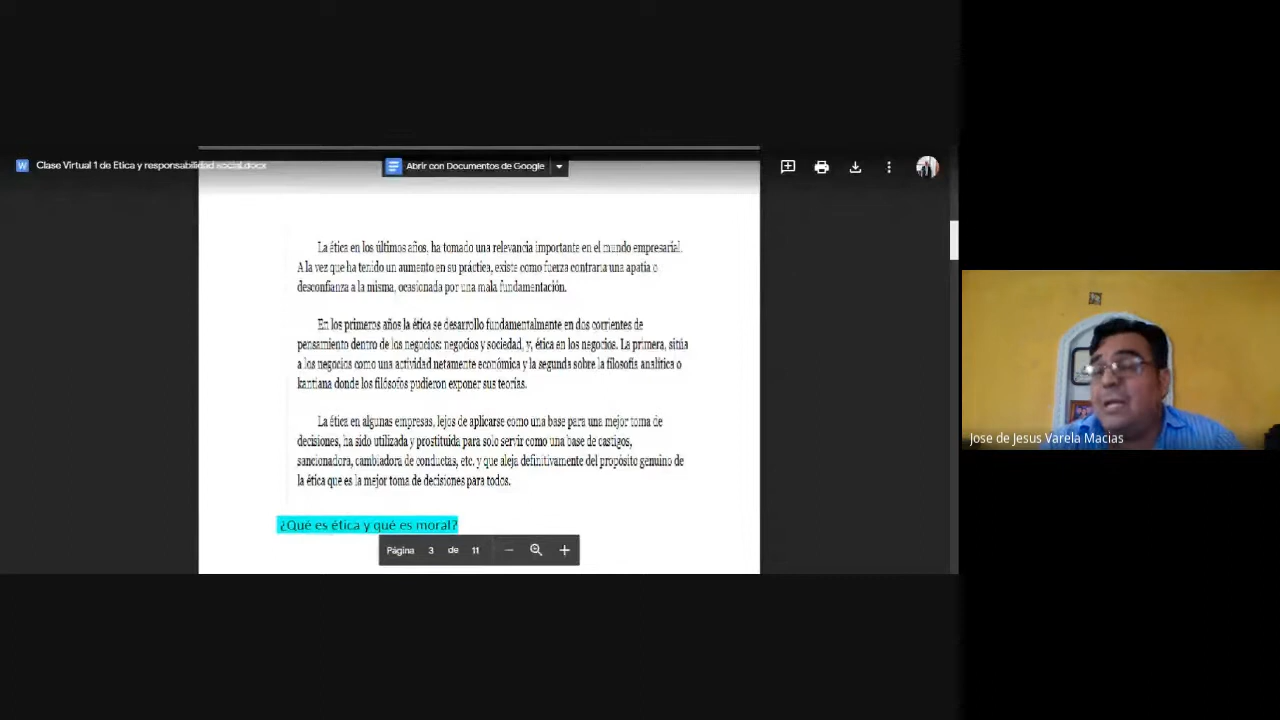 Clase Virtual 1 de Etica y responsabilidad social.docx
Abrir con Documentos de Google
La ética en los últimos años, ha tomado una relevancia importante en el mundo empresarial.
A la vez que ha tenido un aumento en su práctica, existe como fuerza contraria una apatía o
desconfianza a la misma, ocasionada por una mala fundamentación.
En los primeros años la ética se desarrollo fundamentalmente en dos corrientes de
pensamiento dentro de los negocios: negocios y sociedad, y, ética en los negocios. La primera, sitúa
a los negocios como una actividad netamente económica y la segunda sobre la filosofía analítica o
kantiana donde los filósofos pudieron exponer sus teorías.
La ética en algunas empresas, lejos de aplicarse como una base para una mejor toma de
decisiones, ha sido utilizada y prostituida para solo servir como una base de castigos,
sancionadora, cambiadora de conductas, etc. y que aleja definitivamente del propósito genuino de
la ética que es la mejor toma de decisiones para todos.
¿Qué es ética y qué es moral?
Página 3 de 11
Jose de Jesus Varela Macias